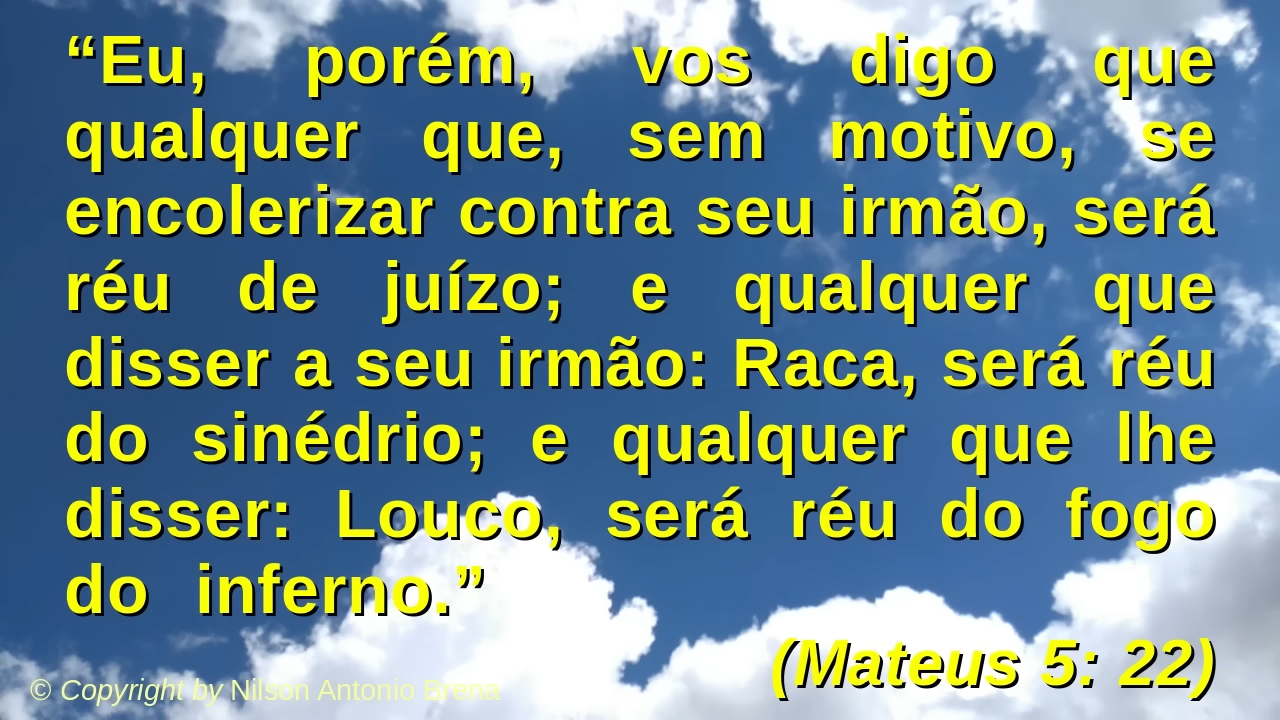 “Eu, porém, vos digo que
qualquer que, sem motivo, se
encolerizar contra seu irmão, será
réu de juízo; e qualquer que
disser a seu irmão: Raca, será réu
do sinédrio; e qualquer que lhe
disser: Louco, será réu do fogo
do inferno.”
(Mateus 5: 22)
© Copyright by Nilson Antonio Brena